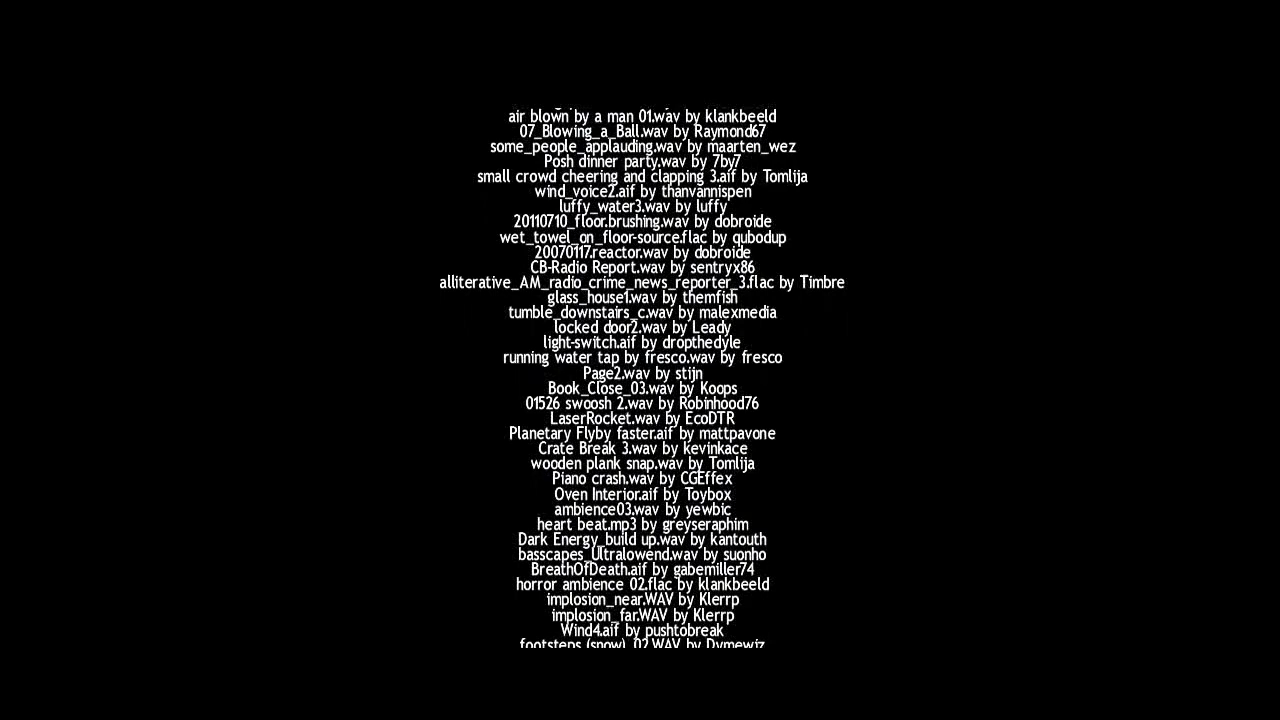 air blown by a man 01.wav by klankbeeld
07_Blowing_a_Ball.wav by Raymond67
some_people_applauding.wav by maarten_wez
Posh dinner party.wav by 7by7
small crowd cheering and clapping 3.aif by Tomlija
wind_voice2.aif by thanvannispen
luffy_water3.wav by luffy
20110710_floor.brushing.wav by dobroide
wet_towel_on_floor-source.flac by qubodup
20070117.reactor.wav by dobroide
CB-Radio Report.wav by sentryx86
alliterative_AM_radio_crime_news_reporter_3.flac by Timbre
glass_house1.wav by themfish
tumble_downstairs_c.wav by malexmedia
locked door2.wav by Leady
light-switch.aif by dropthedyle
running water tap by fresco.wav by fresco
Page2.wav by stijn
Book_Close_03.wav by Koops
01526 swoosh 2.wav by Robinhood76
LaserRocket.wav by EcoDTR
Planetary Flyby faster.aif by mattpavone
Crate Break 3.wav by kevinkace
wooden plank snap.wav by Tomlija
Piano crash.wav by CGEffex
Oven Interior.aif by Toybox
ambience03.wav by yewbic
heart beat.mp3 by greyseraphim
Dark Energy_build up.wav by kantouth
basscapes_Ultralowend.wav by suonho
BreathOfDeath.aif by gabemiller74
horror ambience 02.flac by klankbeeld
implosion_near.WAV by Klerrp
implosion_far.WAV by Klerrp
Wind4.aif by pushtobreak
footsteps (snow)_02.WAV by Dymewiz